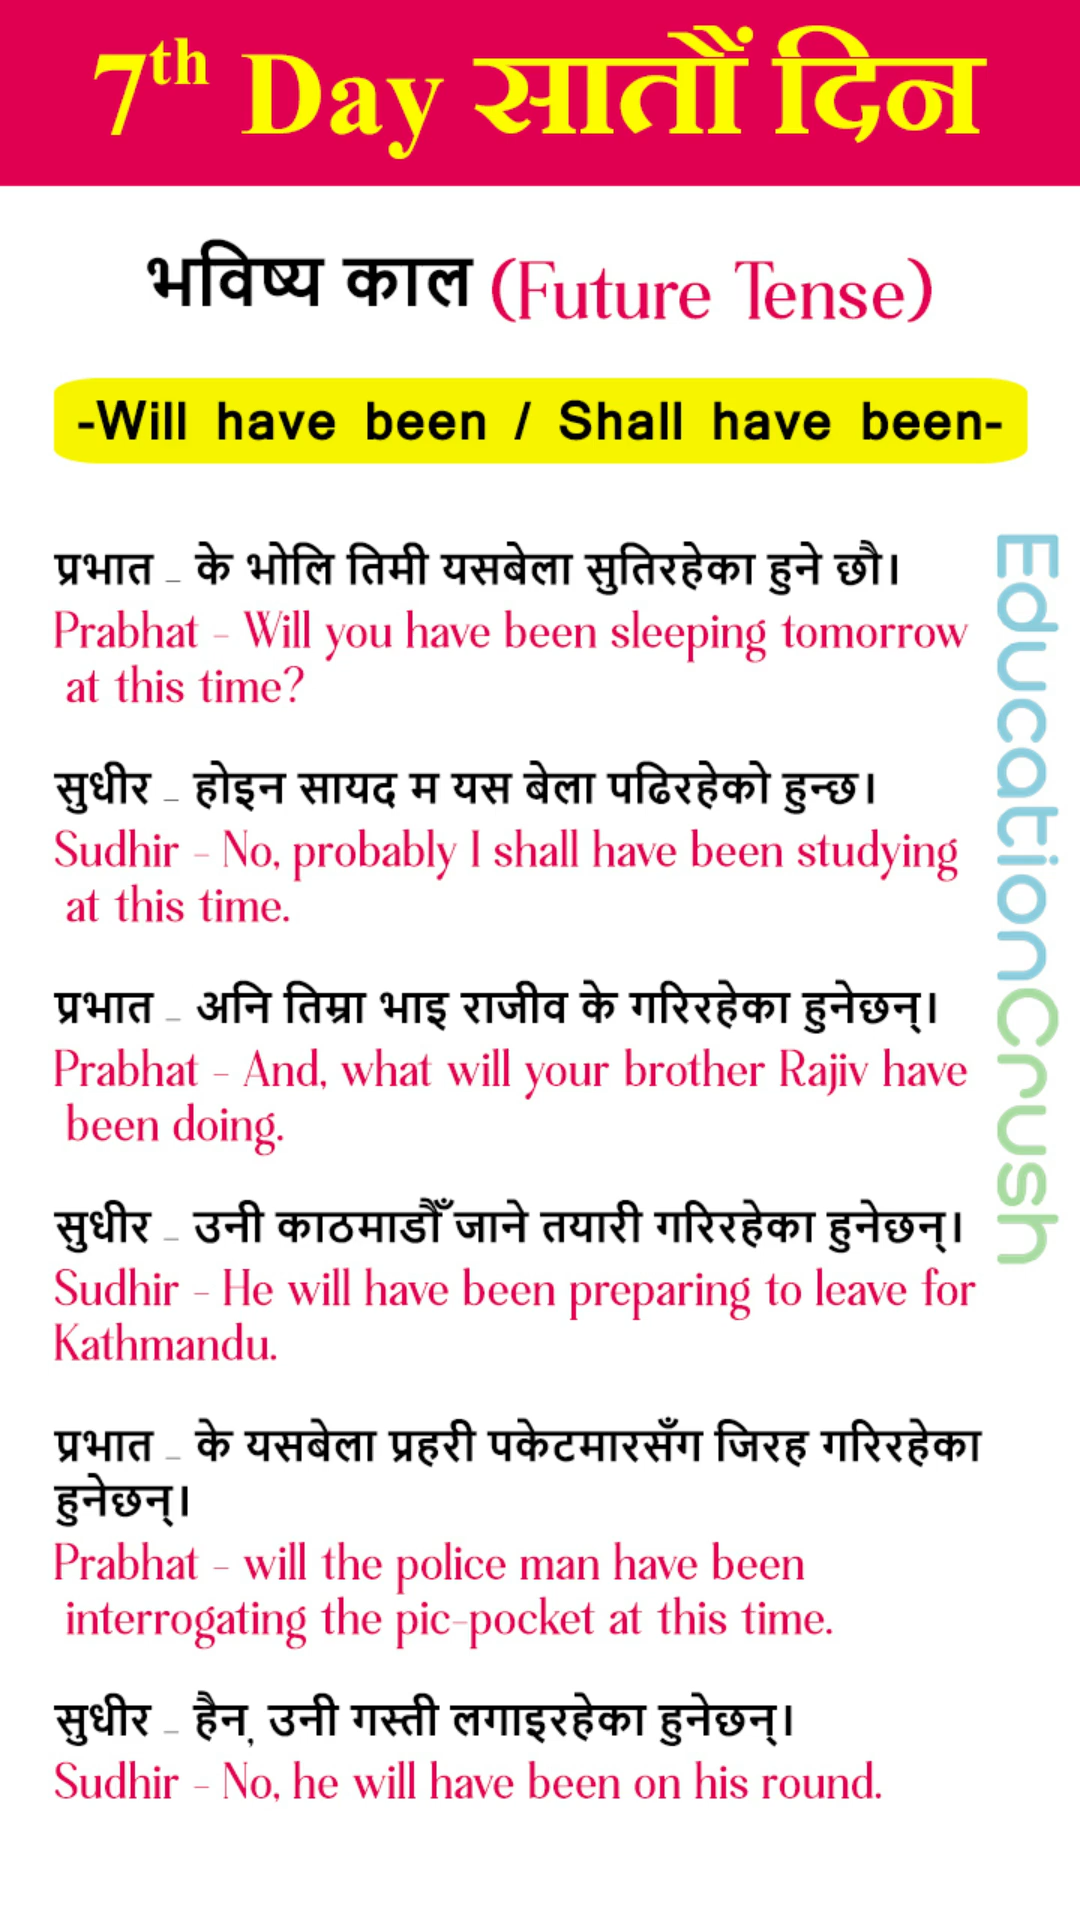 7th Day सातौं दिन
भविष्य काल (Future Tense)
-Will have been / Shall have been-
प्रभात – के भोलि तिमी यसबेला सुतिरहेका हुने छौ।
Prabhat – Will you have been sleeping tomorrow
at this time?
सुधीर – होइन सायद म यस बेला पढिरहेको हुन्छ।
Sudhir – No, probably I shall have been studying
at this time.
प्रभात – अनि तिम्रा भाइ राजीव के गरिरहेका हुनेछन्।
Prabhat – And, what will your brother Rajiv have
been doing.
सुधीर – उनी काठमाडौँ जाने तयारी गरिरहेका हुनेछन्।
Sudhir – He will have been preparing to leave for
Kathmandu.
प्रभात – के यसबेला प्रहरी पकेटमारसँग जिरह गरिरहेका
हुनेछन्।
Prabhat – will the police man have been
interrogating the pic-pocket at this time.
सुधीर – हैन, उनी गस्ती लगाइरहेका हुनेछन्।
Sudhir – No, he will have been on his round.
EducationCrush